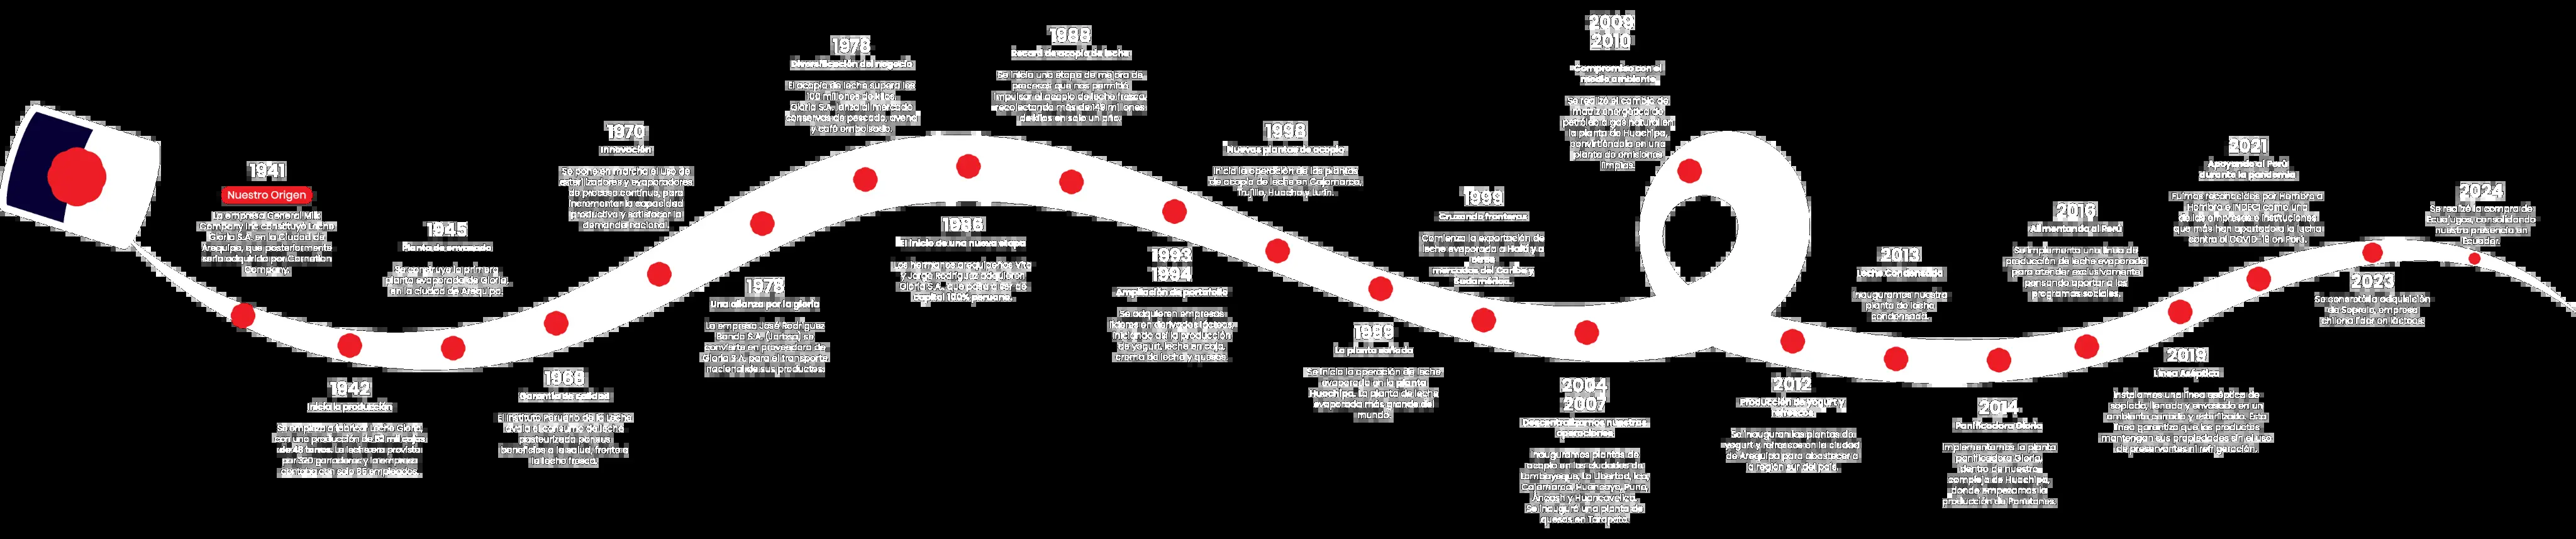 1941
Nuestro Origen
La empresa General Milk
Company Inc constituyó Leche
Gloria S.A. en la Ciudad de
Arequipa, que posteriormente
sería adquirida por Carnation
Company.
1942
Inicia la producción
Se empieza a fabricar Leche Gloria,
con una producción de 52 mil cajas
de 48 tarros. La leche era provista
por 320 ganaderos y la empresa
contaba con solo 65 empleados.
1945
Planta de envasado
Se construye la primera
planta evaporadora de Gloria,
en la ciudad de Arequipa.
1968
Garantía de calidad
El Instituto Peruano de la Leche
avala el consumo de leche
pasteurizada por sus
beneficios a la salud, frente a
la leche fresca.
1970
Innovación
Se pone en marcha el uso de
esterilizadores y evaporadores
de proceso continuo, para
incrementar la capacidad
productiva y satisfacer la
demanda nacional.
1978
Una alianza por la gloria
La empresa José Rodríguez
Banda S.A. (Jorbsa) se
convierte en proveedora de
Gloria S.A. para el transporte
nacional de sus productos.
1978
Diversificación del negocio
El acopio de leche supera los
100 millones de kilos.
Gloria S.A. lanza al mercado
conservas de pescado, avena
y café embolsado.
1986
El inicio de una nueva etapa
Los hermanos arequipeños Vito
y Jorge Rodríguez adquieren
Gloria S.A., que pasa a ser de
capital 100% peruano.
1988
Récord de acopio de leche
Se inicia una etapa de mejora de
procesos que nos permitió
impulsar el acopio de leche fresca,
recolectando más de 149 millones
de kilos en solo un año.
1993
1994
Ampliación de portafolio
Se adquieren empresas
líderes en derivados lácteos,
iniciando así la producción
de yogurt, leche en caja,
crema de leche y quesos.
1998
Nuevas plantas de acopio
Inicia la operación de las plantas
de acopio de leche en Cajamarca,
Trujillo, Huacho y Lurín.
La planta soñada
Se inicia la operación de leche
evaporada en la planta
Huachipa. La planta de leche
evaporada más grande del
mundo.
1999
Cruzando fronteras
Comienza la exportación de
leche evaporada a Haití y a
otros
mercados del Caribe y
Sudamérica.
2004
2007
Descentralizamos nuestras
operaciones
Inauguramos plantas de
acopio en las ciudades de
Lambayeque, La Libertad, Ica,
Cajamarca, Huancayo, Puno,
Áncash y Huancavelica.
Se inauguró una planta de
quesos en Tarapoto.
2009
2010
Compromiso con el
medio ambiente
Se realizó el cambio de
matriz energética de
petróleo a gas natural en
la planta de Huachipa,
convirtiéndola en una
planta de emisiones
limpias.
2012
Producción de yogurt y
refrescos
Se inauguran las plantas de
yogurt y refrescos en la ciudad
de Arequipa para abastecer a
la región sur del país.
2013
Leche Condensada
Inauguramos nuestra
planta de leche
condensada.
2014
Panificadora Gloria
Implementamos la planta
panificadora Gloria,
dentro de nuestro
complejo de Huachipa,
donde empezamos la
producción de Panetones.
2016
Alimentando al Perú
Se implementa una línea de
producción de leche evaporada
para atender exclusivamente
pensando aportar a los
programas sociales.
2019
Línea Aséptica
Instalamos una línea aséptica de
soplado, llenado y envasado en un
ambiente cerrado y esterilizado. Esta
línea garantiza que los productos
mantengan sus propiedades sin el uso
de preservantes ni refrigeración.
2021
Apoyando al Perú
durante la pandemia
Fuimos reconocidos por Hombro a
Hombro e INDECI como una
de las empresas e instituciones
que más han aportado a la lucha
contra el COVID-19 en Perú.
2023
Se concretó la adquisición
de Soprole, empresa
chilena líder en lácteos.
2024
Se realizó la compra de
Ecuajugos, consolidando
nuestra presencia en
Ecuador.